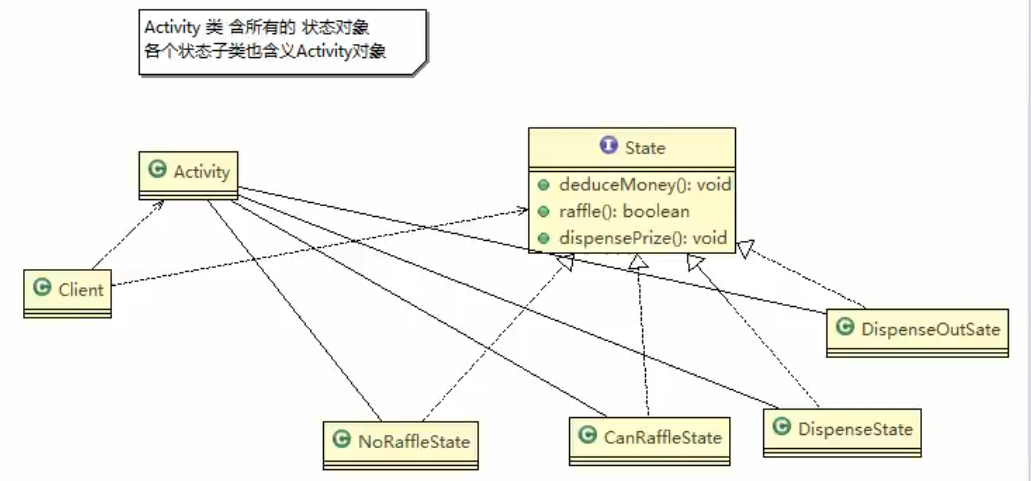 Activity 类 含所有的 状态对象
各个状态子类也含义Activity对象
I State
C Activity
deduceMoney(): void
raffle(): boolean
dispensePrize(): void
C Client
C DispenseOutSate
C NoRaffleState
C CanRaffleState
C DispenseState